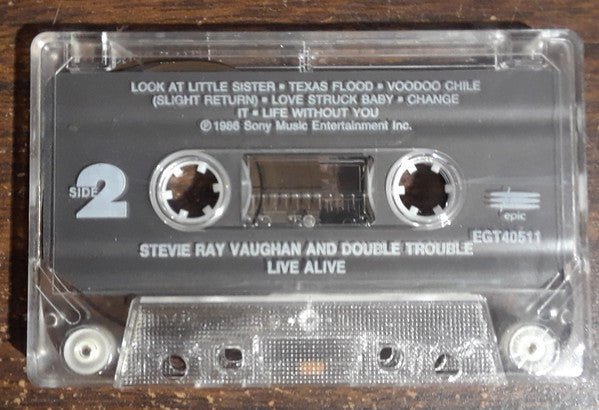 LOOK AT LITTLE SISTER ▪ TEXAS FLOOD ▪ VOODOO CHILE
(SLIGHT RETURN) ▪ LOVE STRUCK BABY ▪ CHANGE
IT ▪ LIFE WITHOUT YOU
℗ 1986 Sony Music Entertainment Inc.
SIDE 2
epic
EGT40511
STEVIE RAY VAUGHAN AND DOUBLE TROUBLE
LIVE ALIVE